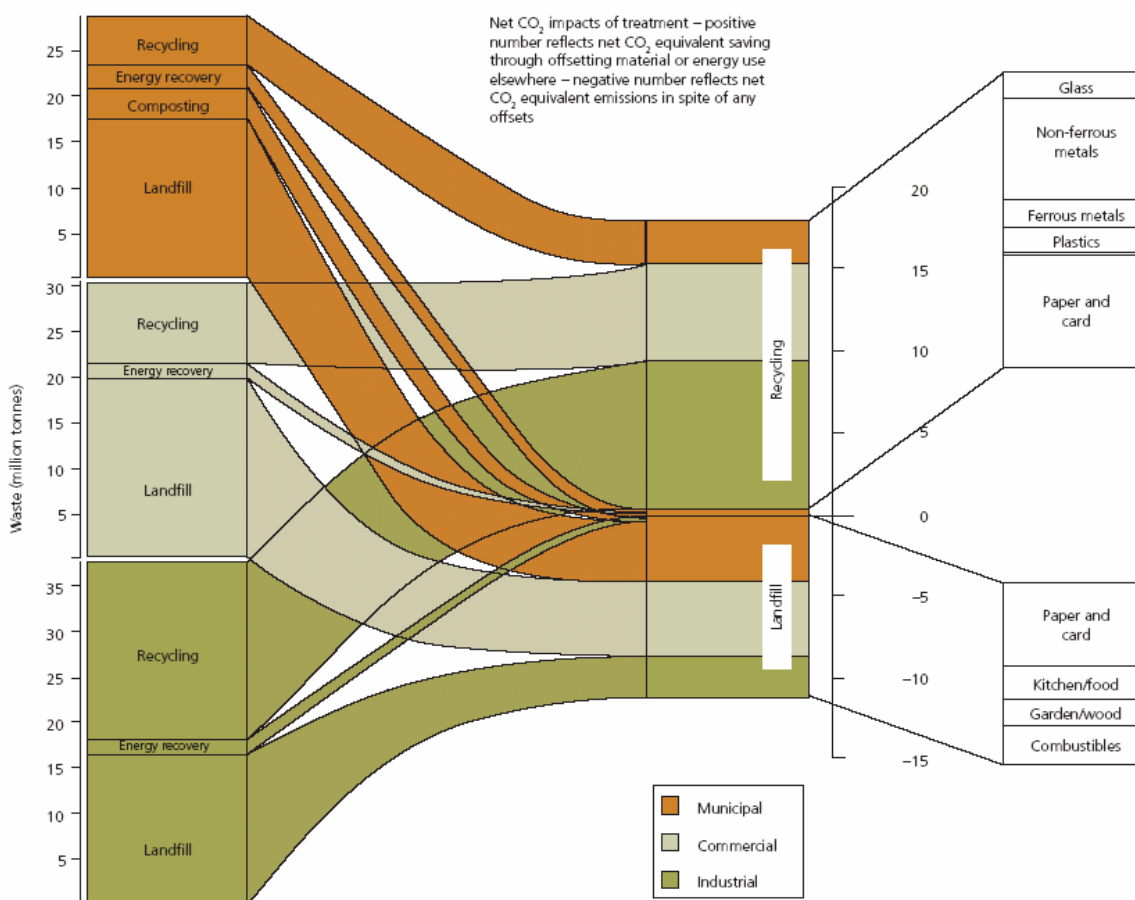 Net CO₂ impacts of treatment – positive
number reflects net CO₂ equivalent saving
through offsetting material or energy use
elsewhere – negative number reflects net
CO₂ equivalent emissions in spite of any
offsets
Waste (million tonnes)
25
20
15
10
5
Recycling
Energy recovery
Composting
Landfill
30
25
20
15
10
5
Recycling
Energy recovery
Landfill
35
30
25
20
15
10
5
Recycling
Energy recovery
Landfill
Recycling
Landfill
20
15
10
5
0
–5
–10
–15
Glass
Non-ferrous
metals
Ferrous metals
Plastics
Paper and
card
Paper and
card
Kitchen/food
Garden/wood
Combustibles
Municipal
Commercial
Industrial